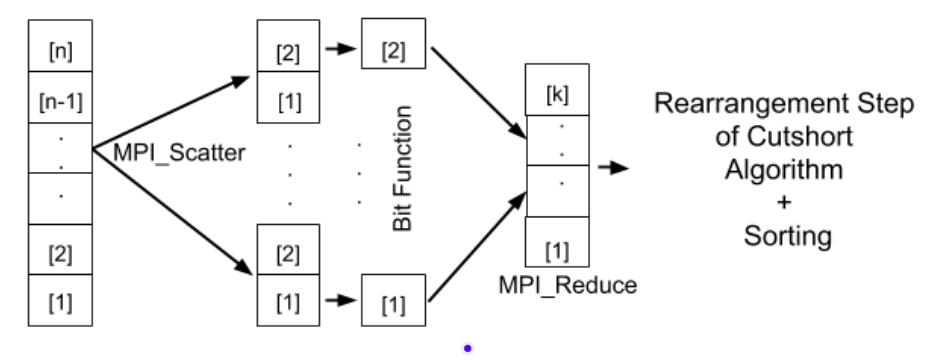 [n]
[n-1]
.
.
.
[2]
[1]
MPI_Scatter
[2]
[1]
.
.
.
[2]
[1]
[2]
.
.
.
[1]
Bit Function
[k]
.
.
.
[1]
MPI_Reduce
Rearrangement Step
of Cutshort
Algorithm
+
Sorting